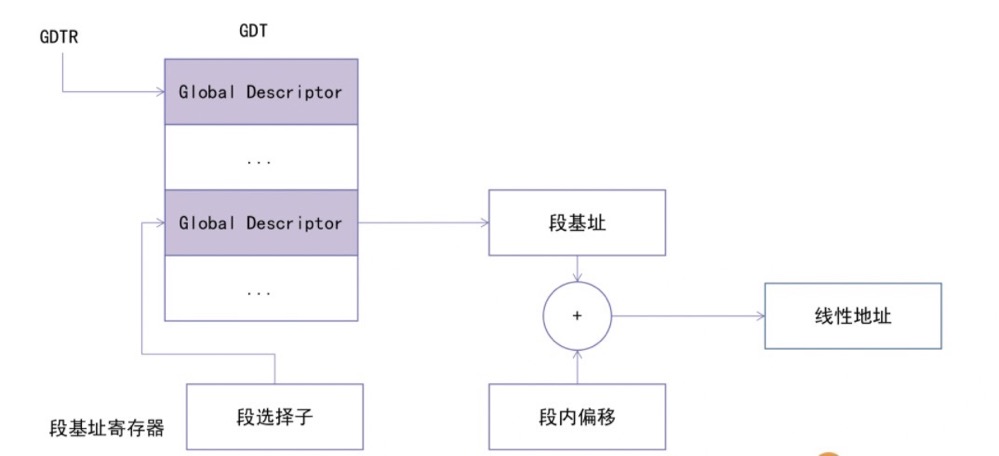 GDTR
GDT
Global Descriptor
...
Global Descriptor
...
段基址
+
线性地址
段基址寄存器
段选择子
段内偏移